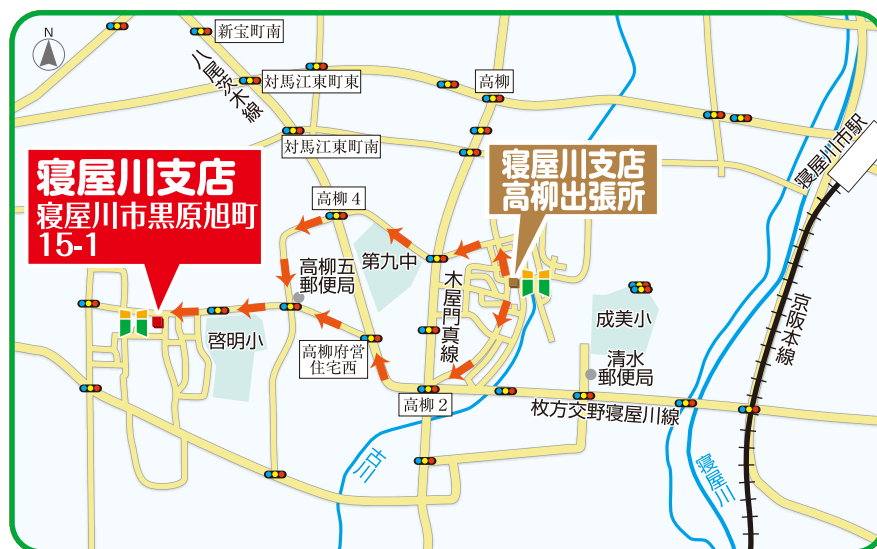 N
新宝町南
八尾茨木線
対馬江東町東
高柳
対馬江東町南
寝屋川市駅
寝屋川支店
高柳出張所
寝屋川支店
寝屋川市黒原旭町
15-1
高柳4
第九中
高柳五
郵便局
木屋門真線
成美小
京阪本線
啓明小
高柳府営
住宅西
清水
郵便局
高柳2
枚方交野寝屋川線
古川
寝屋川